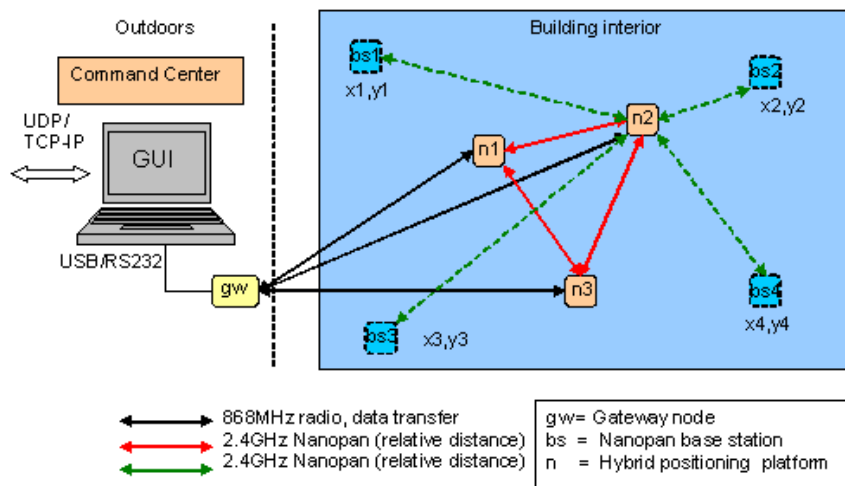 Outdoors
Building interior
Command Center
bs1
x1,y1
bs2
x2,y2
UDP/
TCP-IP
GUI
n1
n2
USB/RS232
gw
n3
bs4
x4,y4
bs3
x3,y3
868MHz radio, data transfer
2.4GHz Nanopan (relative distance)
2.4GHz Nanopan (relative distance)
gw= Gateway node
bs = Nanopan base station
n = Hybrid positioning platform